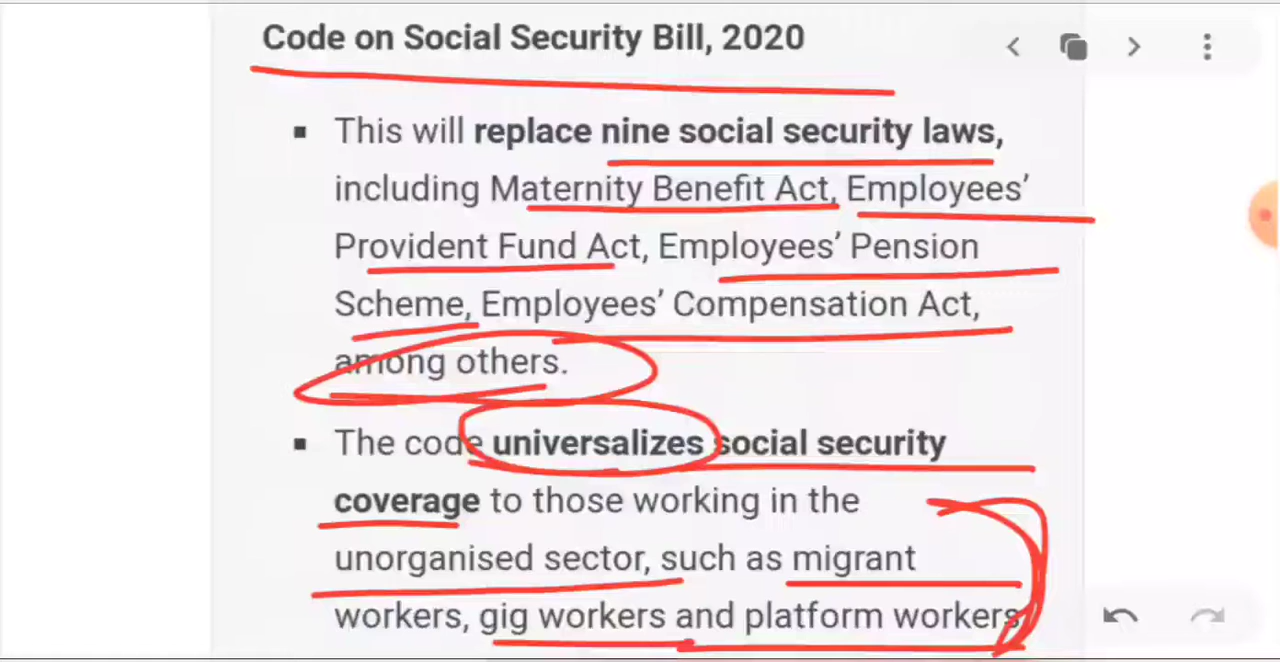 Code on Social Security Bill, 2020
▪ This will replace nine social security laws,
including Maternity Benefit Act, Employees’
Provident Fund Act, Employees’ Pension
Scheme, Employees’ Compensation Act,
among others.
▪ The code universalizes social security
coverage to those working in the
unorganised sector, such as migrant
workers, gig workers and platform workers